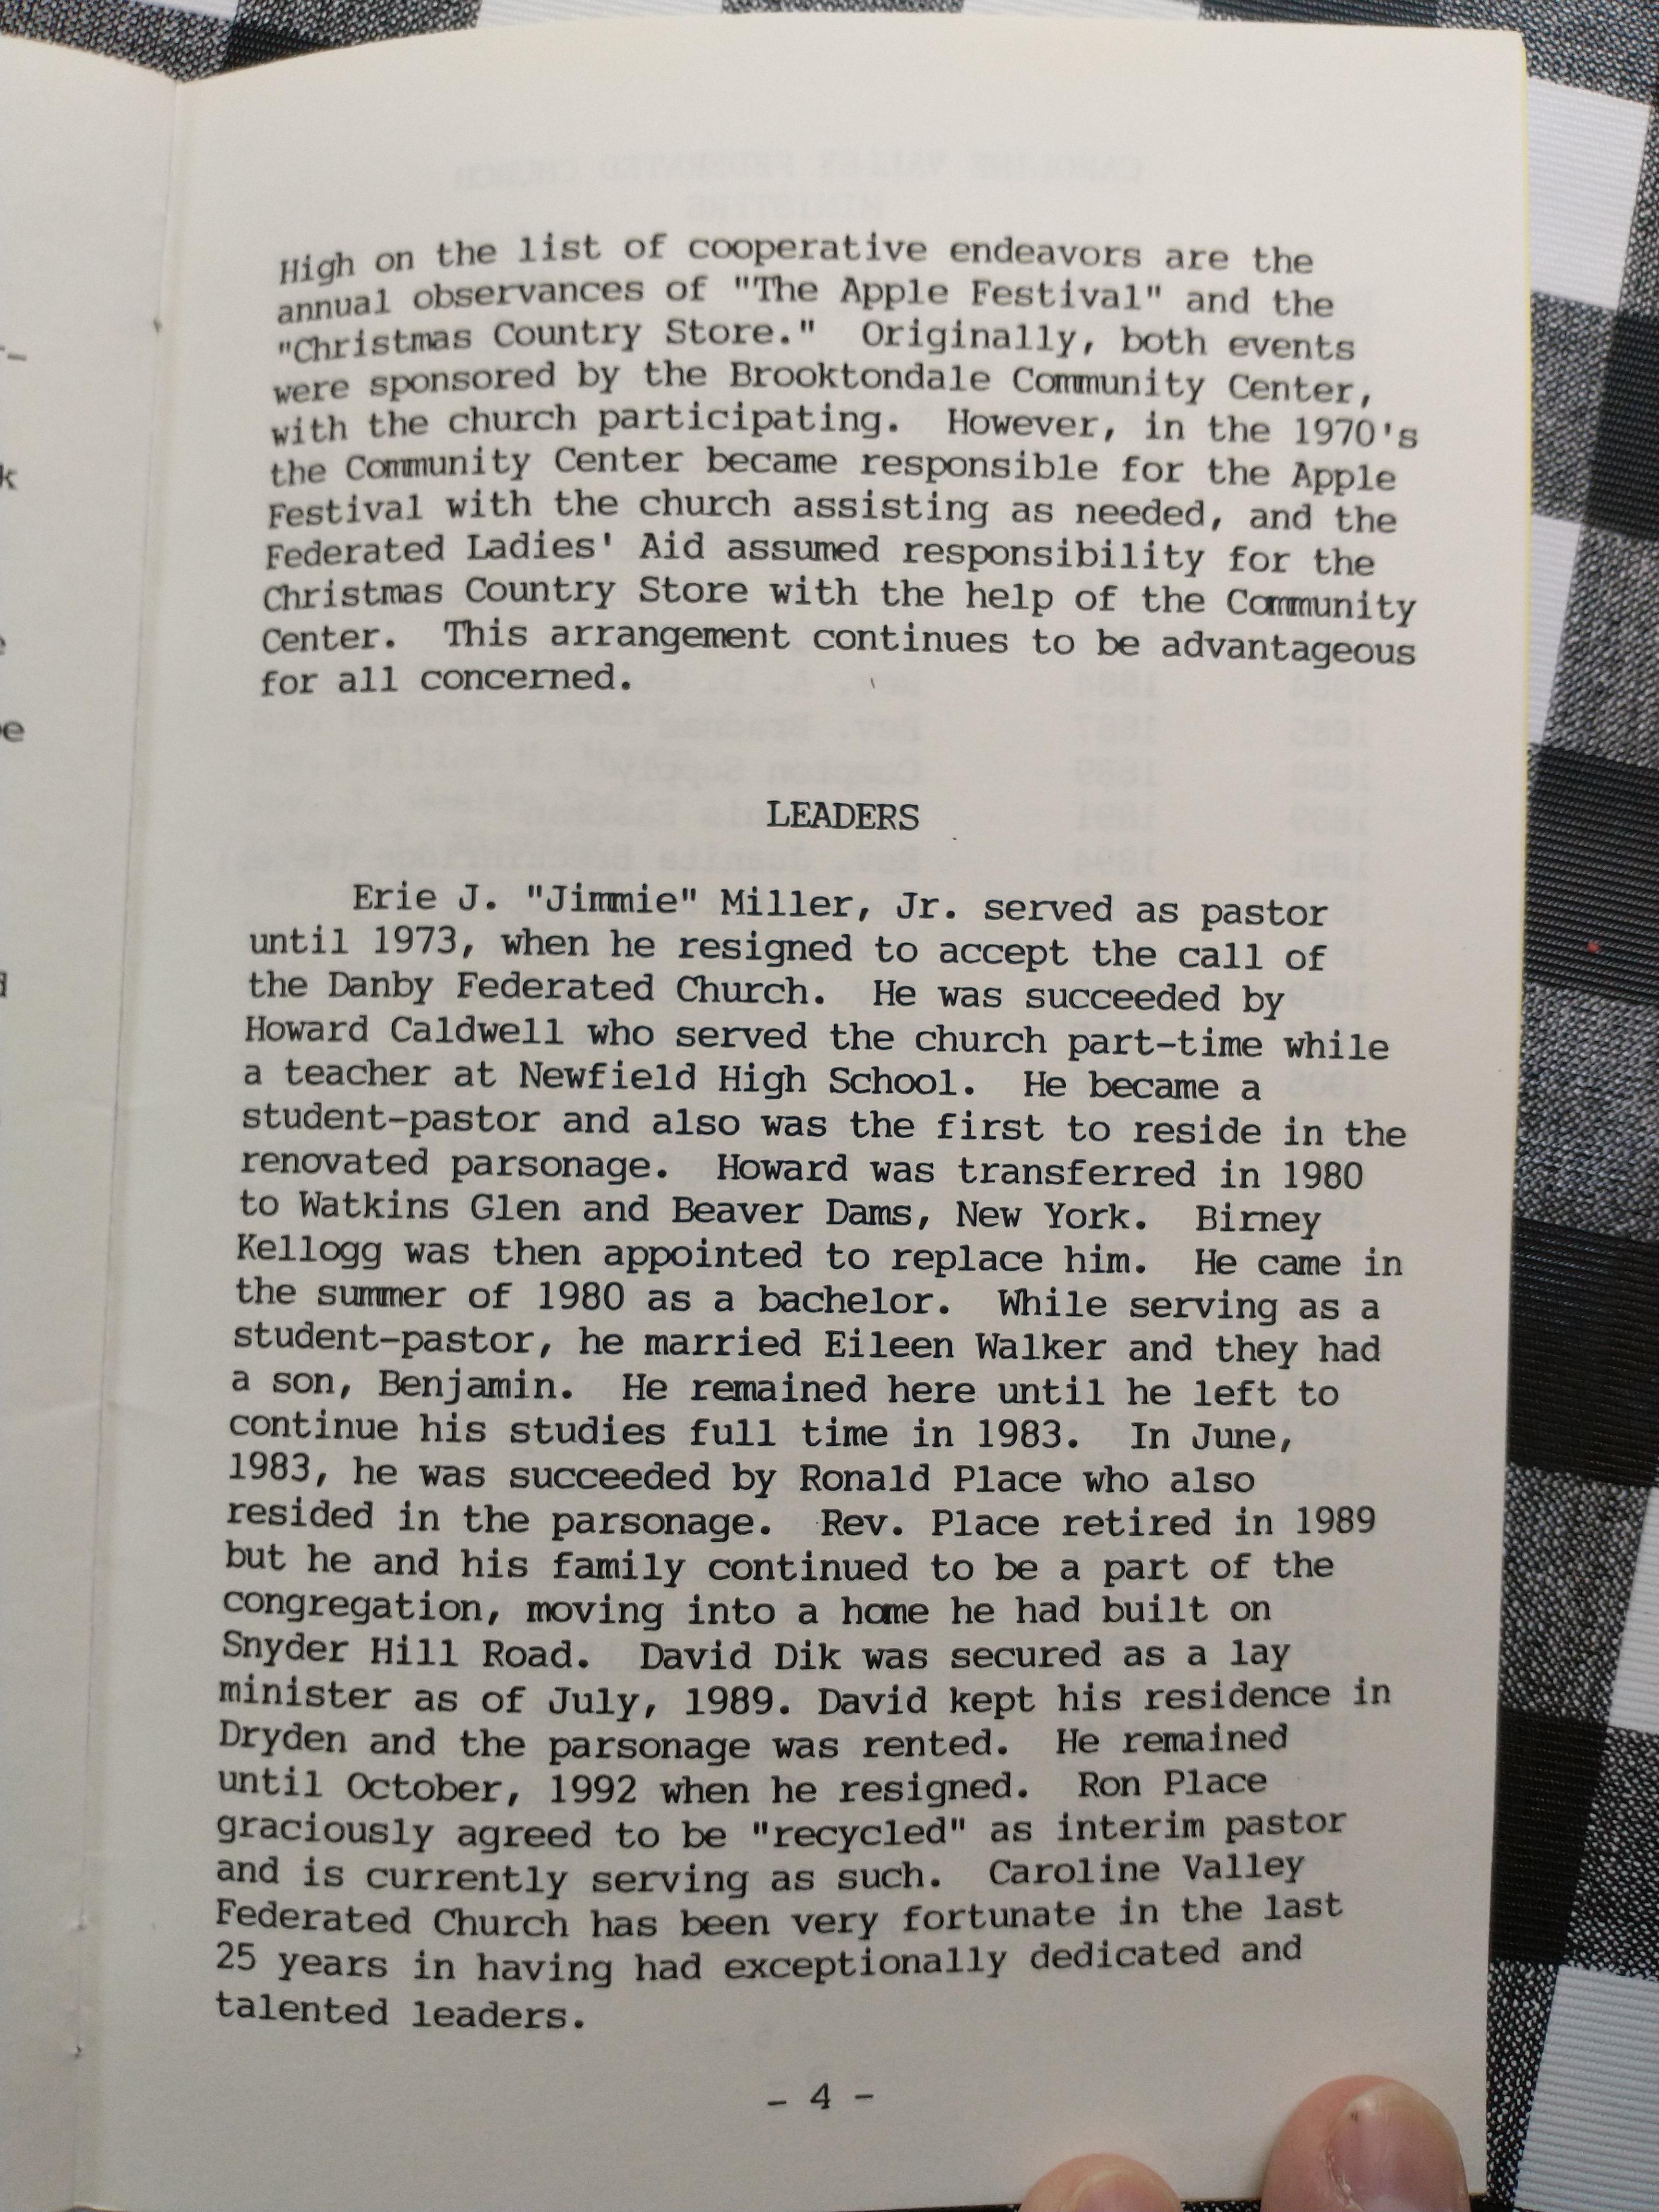 High on the list of cooperative endeavors are the
annual observances of "The Apple Festival" and the
"Christmas Country Store." Originally, both events
were sponsored by the Brooktondale Community Center,
with the church participating. However, in the 1970's
the Community Center became responsible for the Apple
Festival with the church assisting as needed, and the
Federated Ladies' Aid assumed responsibility for the
Christmas Country Store with the help of the Community
Center. This arrangement continues to be advantageous
for all concerned.
LEADERS
Erie J. "Jimmie" Miller, Jr. served as pastor
until 1973, when he resigned to accept the call of
the Danby Federated Church. He was succeeded by
Howard Caldwell who served the church part-time while
a teacher at Newfield High School. He became a
student-pastor and also was the first to reside in the
renovated parsonage. Howard was transferred in 1980
to Watkins Glen and Beaver Dams, New York. Birney
Kellogg was then appointed to replace him. He came in
the summer of 1980 as a bachelor. While serving as a
student-pastor, he married Eileen Walker and they had
a son, Benjamin. He remained here until he left to
continue his studies full time in 1983. In June,
1983, he was succeeded by Ronald Place who also
resided in the parsonage. Rev. Place retired in 1989
but he and his family continued to be a part of the
congregation, moving into a home he had built on
Snyder Hill Road. David Dik was secured as a lay
minister as of July, 1989. David kept his residence in
Dryden and the parsonage was rented. He remained
until October, 1992 when he resigned. Ron Place
graciously agreed to be "recycled" as interim pastor
and is currently serving as such. Caroline Valley
Federated Church has been very fortunate in the last
25 years in having had exceptionally dedicated and
talented leaders.
- 4 -